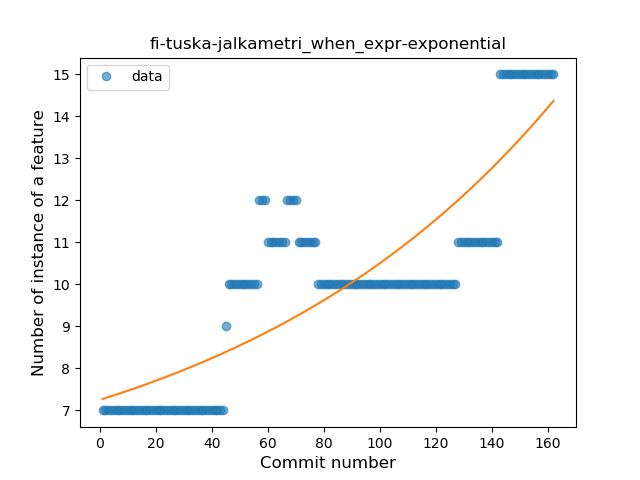 fi-tuska-jalkametri_when_expr-exponential
data
Number of instance of a feature
15
14
13
12
11
10
9
8
7
0 20 40 60 80 100 120 140 160
Commit number